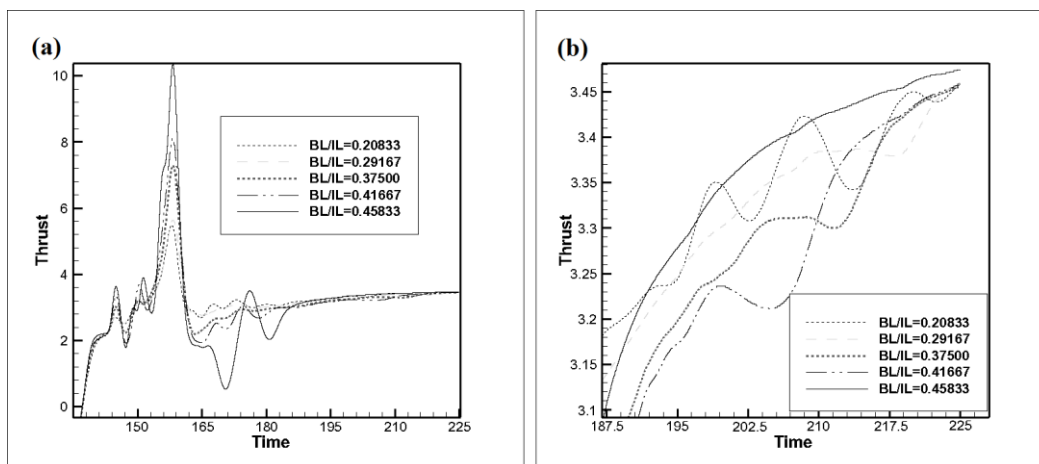 (a)
10
8
6
4
2
0
Thrust
BL/IL=0.20833
BL/IL=0.29167
BL/IL=0.37500
BL/IL=0.41667
BL/IL=0.45833
150 165 180 195 210 225
Time
(b)
3.45
3.4
3.35
3.3
3.25
3.2
3.15
3.1
Thrust
BL/IL=0.20833
BL/IL=0.29167
BL/IL=0.37500
BL/IL=0.41667
BL/IL=0.45833
187.5 195 202.5 210 217.5 225
Time